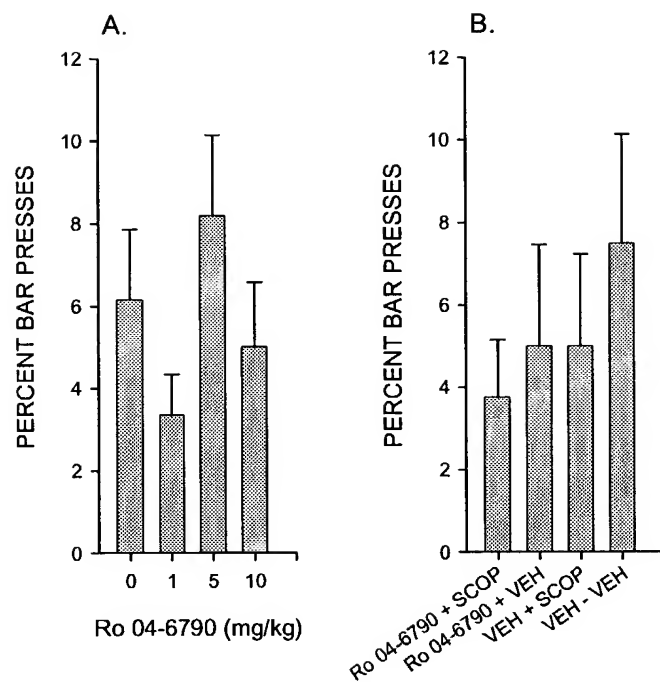 A.
PERCENT BAR PRESSES
12
10
8
6
4
2
0
0 1 5 10
Ro 04-6790 (mg/kg)
B.
PERCENT BAR PRESSES
12
10
8
6
4
2
0
Ro 04-6790 + SCOP
Ro 04-6790 + VEH
VEH + SCOP
VEH - VEH